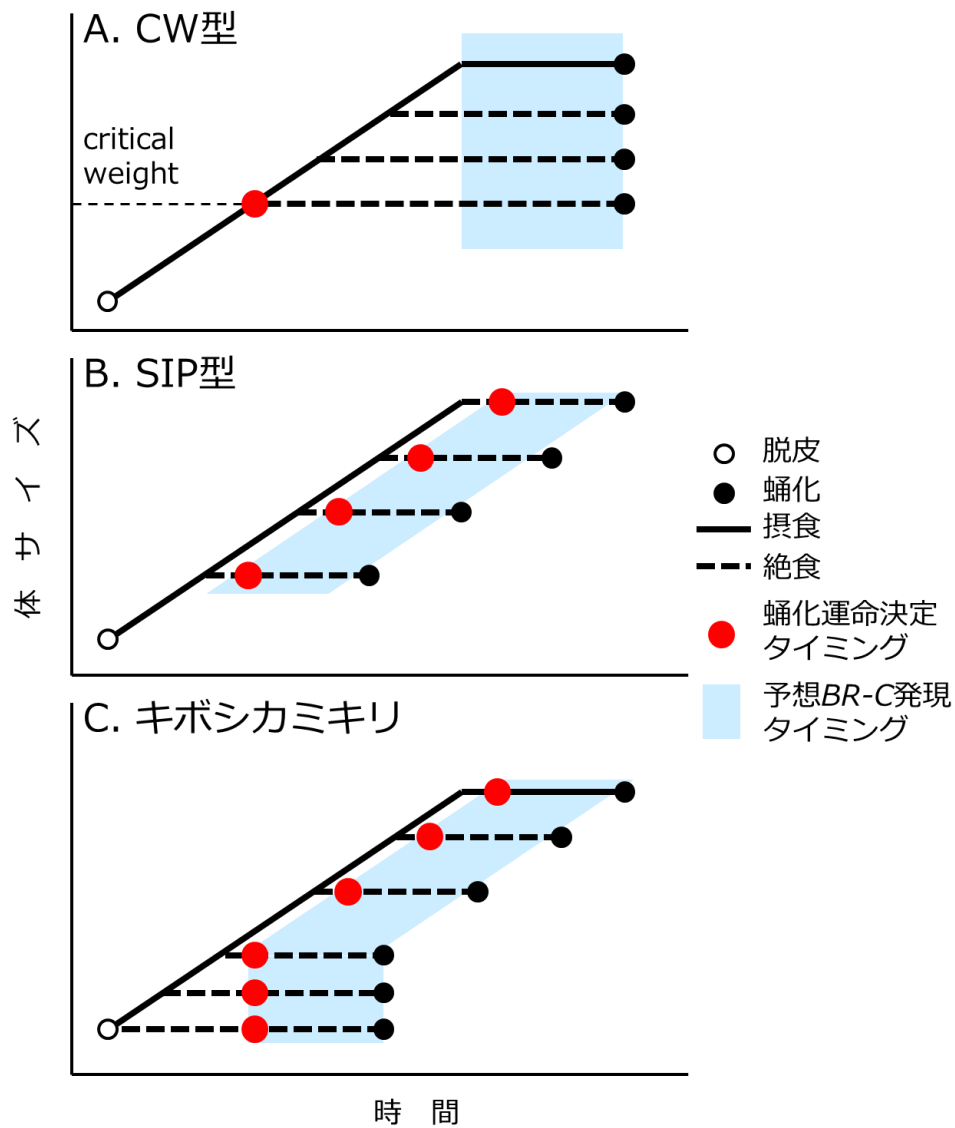 A. CW型
critical
weight
B. SIP型
C. キボシカミキリ
体サイズ
時間
脱皮
蛹化
摂食
絶食
蛹化運命決定
タイミング
予想BR-C発現
タイミング